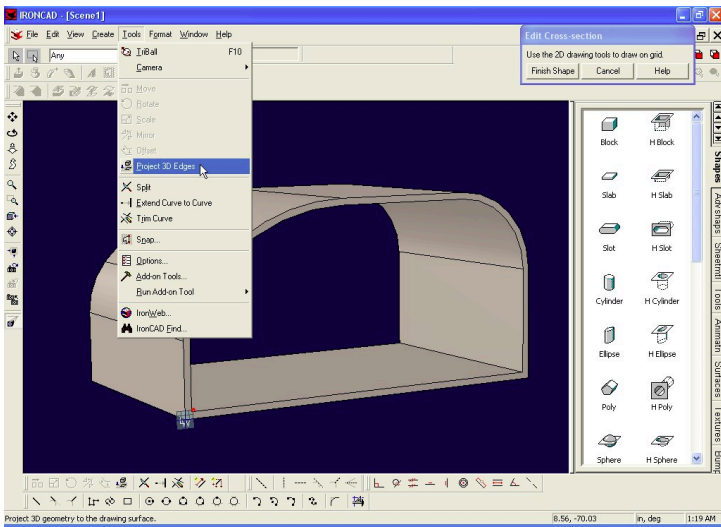 IRONCAD - [Scene1]
File Edit View Create Tools Format Window Help
Any
TriBall F10
Camera
Move
Rotate
Scale
Mirror
Offset
Project 3D Edges
Split
Extend Curve to Curve
Trim Curve
Snap...
Options...
Add-on Tools...
Run Add-on Tool
IronWeb...
IronCAD Find...
Edit Cross-section
Use the 2D drawing tools to draw on grid.
Finish Shape Cancel Help
Block H Block
Slab H Slab
Slot H Slot
Cylinder H Cylinder
Ellipse H Ellipse
Poly H Poly
Sphere H Sphere
Shapes
Adv shaps
Sheetmtl
Tools
Animatn
Surfaces
Textures
Bump
Project 3D geometry to the drawing surface.
8.56, -70.03
in, deg
1:19 AM